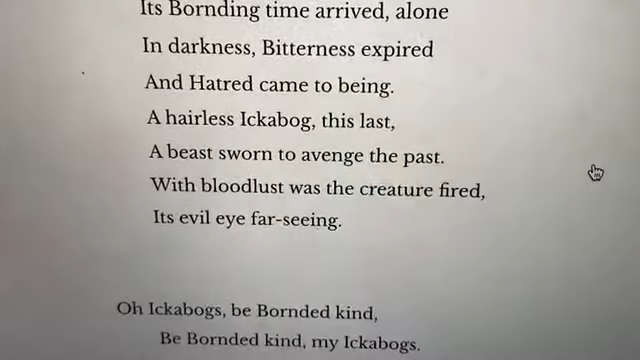 Its Bornding time arrived, alone
In darkness, Bitterness expired
And Hatred came to being.
A hairless Ickabog, this last,
A beast sworn to avenge the past.
With bloodlust was the creature fired,
Its evil eye far-seeing.
Oh Ickabogs, be Bornded kind,
Be Bornded kind, my Ickabogs.